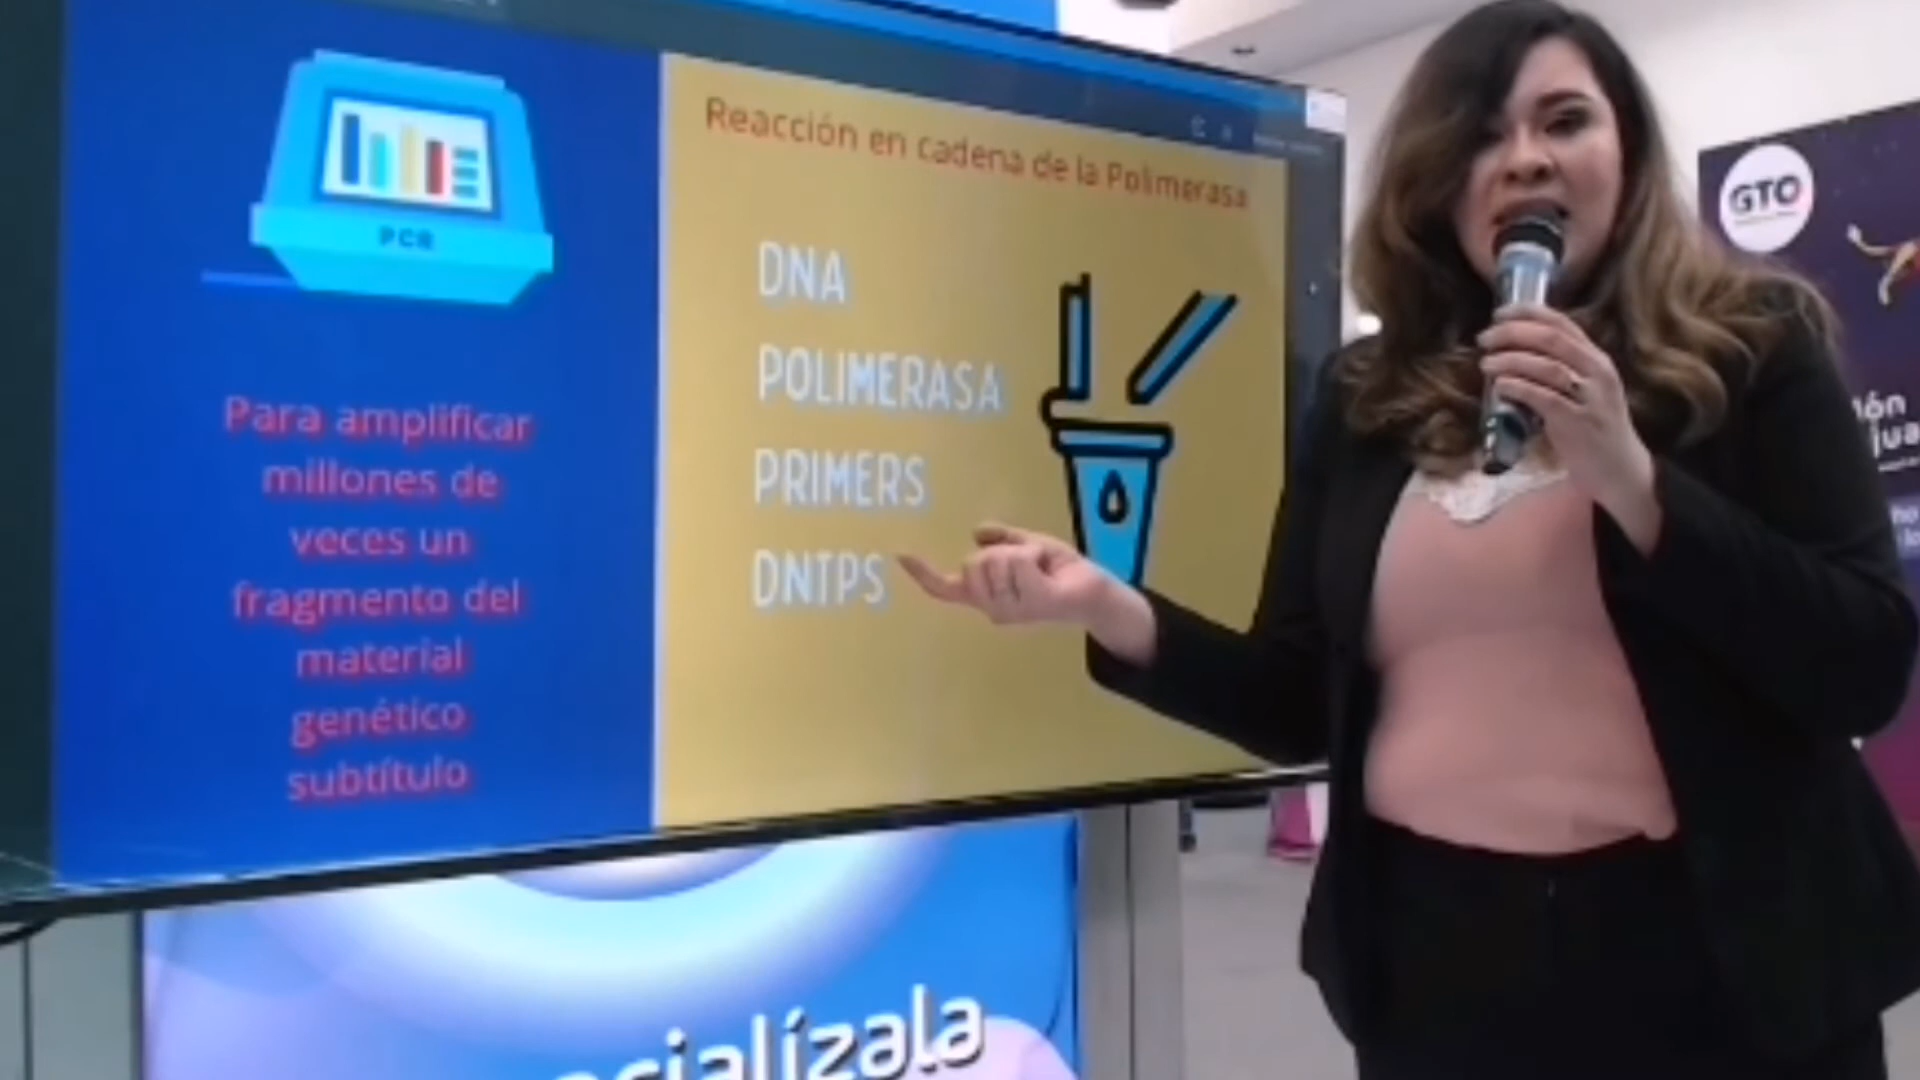 PCR
Para amplificar
millones de
veces un
fragmento del
material
genético
subtítulo
Reacción en cadena de la Polimerasa
DNA
POLIMERASA
PRIMERS
DNTPS
GTO